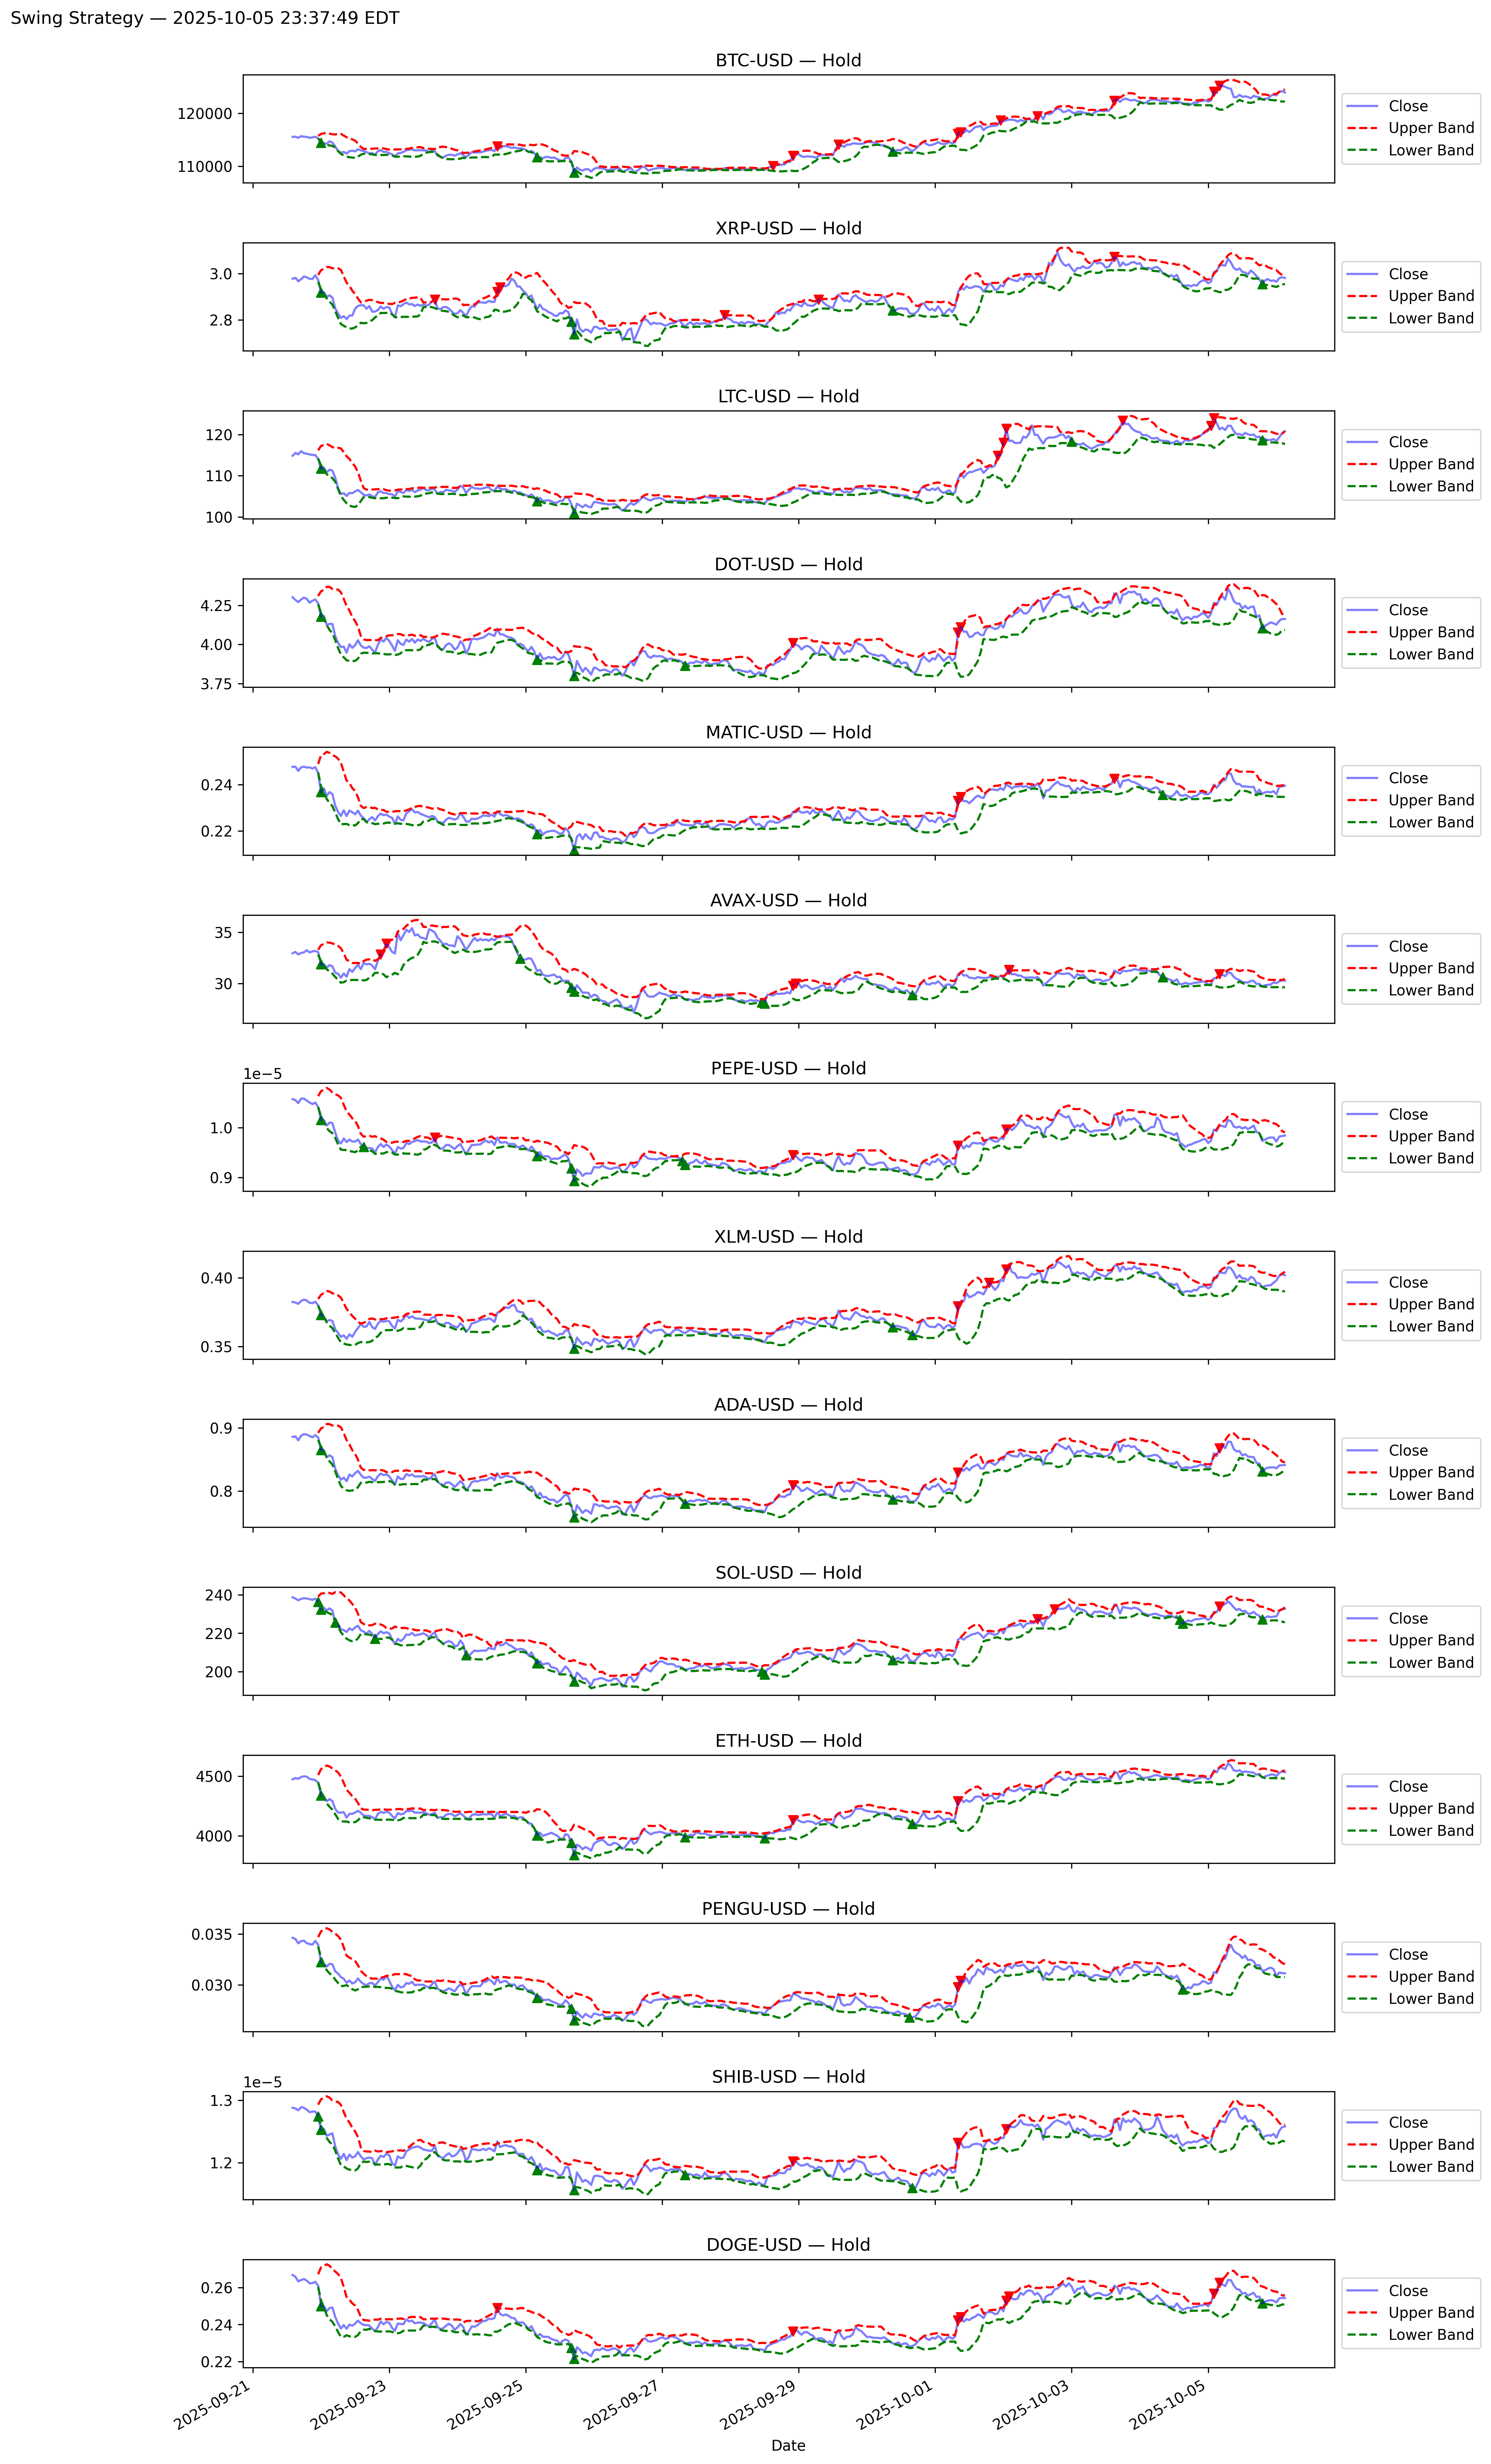 Swing Strategy — 2025-10-05 23:37:49 EDT
BTC-USD — Hold
120000
110000
Close
Upper Band
Lower Band
XRP-USD — Hold
3.0
2.8
Close
Upper Band
Lower Band
LTC-USD — Hold
120
110
100
Close
Upper Band
Lower Band
DOT-USD — Hold
4.25
4.00
3.75
Close
Upper Band
Lower Band
MATIC-USD — Hold
0.24
0.22
Close
Upper Band
Lower Band
AVAX-USD — Hold
35
30
Close
Upper Band
Lower Band
PEPE-USD — Hold
1e−5
1.0
0.9
Close
Upper Band
Lower Band
XLM-USD — Hold
0.40
0.35
Close
Upper Band
Lower Band
ADA-USD — Hold
0.9
0.8
Close
Upper Band
Lower Band
SOL-USD — Hold
240
220
200
Close
Upper Band
Lower Band
ETH-USD — Hold
4500
4000
Close
Upper Band
Lower Band
PENGU-USD — Hold
0.035
0.030
Close
Upper Band
Lower Band
SHIB-USD — Hold
1e−5
1.3
1.2
Close
Upper Band
Lower Band
DOGE-USD — Hold
0.26
0.24
0.22
Close
Upper Band
Lower Band
2025-09-21
2025-09-23
2025-09-25
2025-09-27
2025-09-29
2025-10-01
2025-10-03
2025-10-05
Date